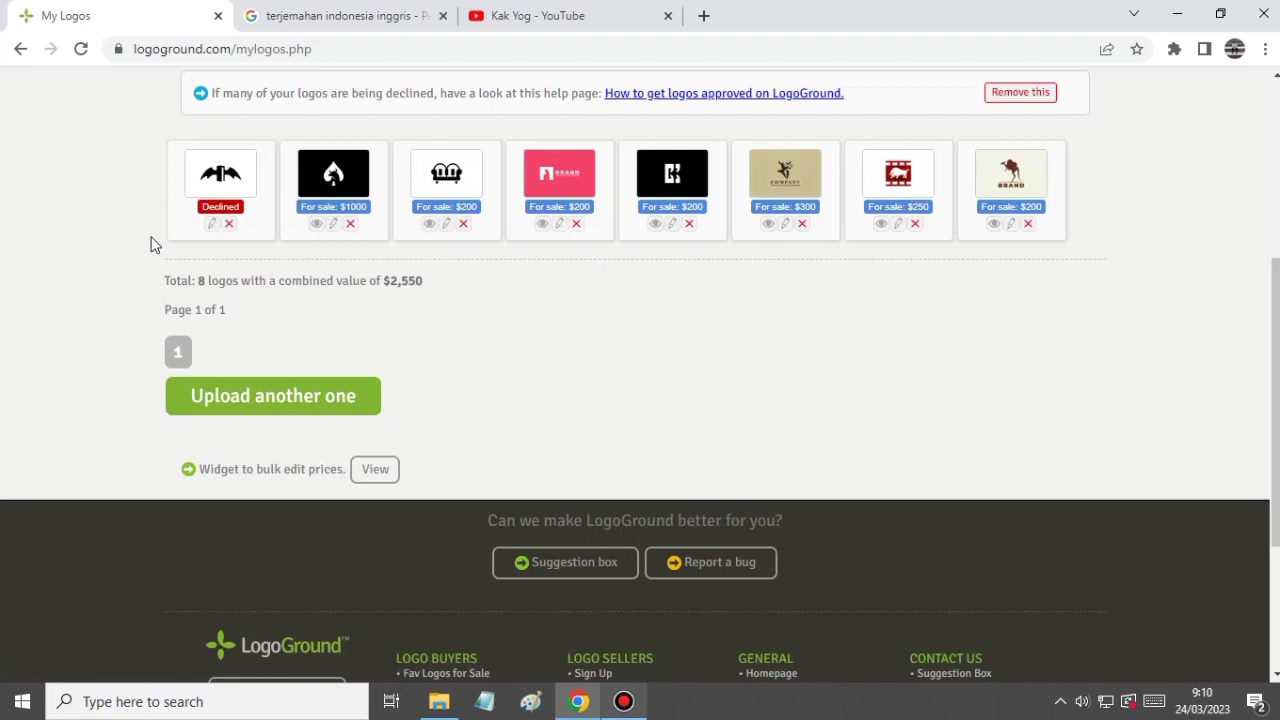 My Logos
terjemahan indonesia inggris - P
Kak Yog - YouTube
logoground.com/mylogos.php
If many of your logos are being declined, have a look at this help page: How to get logos approved on LogoGround.
Remove this
BRAND
COMPANY
BRAND
Declined
For sale: $1000
For sale: $200
For sale: $200
For sale: $200
For sale: $300
For sale: $250
For sale: $200
Total: 8 logos with a combined value of $2,550
Page 1 of 1
1
Upload another one
Widget to bulk edit prices.
View
Can we make LogoGround better for you?
Suggestion box
Report a bug
LogoGround™
LOGO BUYERS
• Fav Logos for Sale
LOGO SELLERS
• Sign Up
GENERAL
• Homepage
CONTACT US
• Suggestion Box
Type here to search
9:10
24/03/2023
2